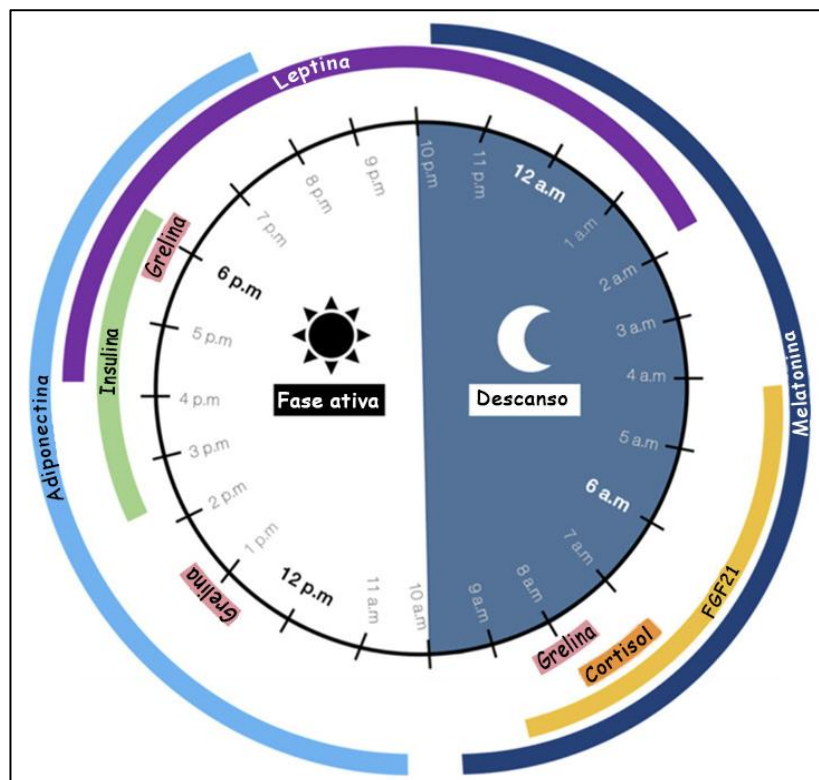 Leptina
Adiponectina
Melatonina
Insulina
Grelina
Grelina
Grelina
Cortisol
FGF21
10 p.m
11 p.m
12 a.m
1 a.m
2 a.m
3 a.m
4 a.m
5 a.m
6 a.m
7 a.m
8 a.m
9 a.m
10 a.m
11 a.m
12 p.m
1 p.m
2 p.m
3 p.m
4 p.m
5 p.m
6 p.m
7 p.m
8 p.m
9 p.m
Fase ativa
Descanso